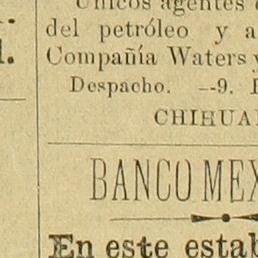 Unicos agentes
del petróleo y a
Compañía Waters y
Despacho. --9.
CHIHUA
l.
BANCO MEX
En este estab